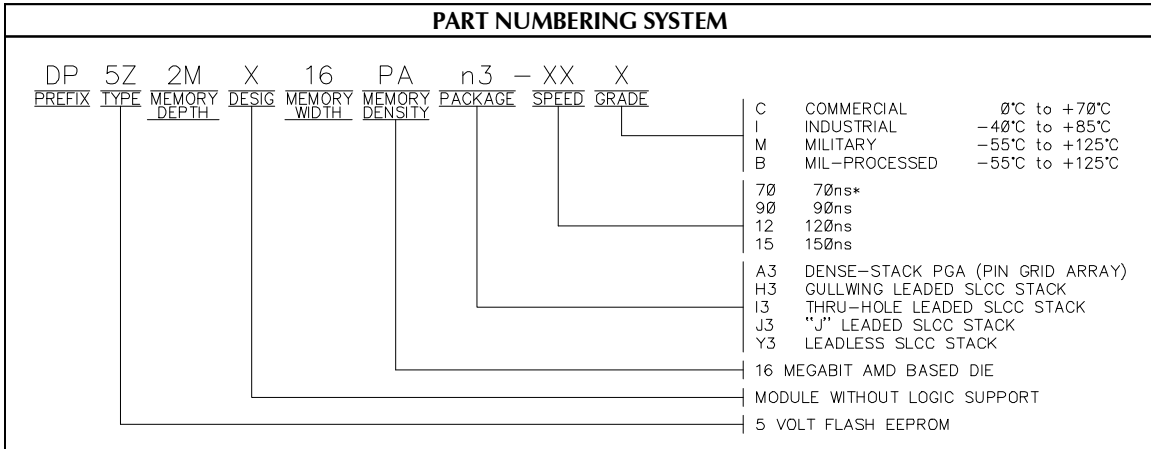 PART NUMBERING SYSTEM
DP 5Z 2M X 16 PA n3 – XX X
PREFIX TYPE MEMORY DEPTH DESIG MEMORY WIDTH MEMORY DENSITY PACKAGE SPEED GRADE
C COMMERCIAL 0°C to +70°C
I INDUSTRIAL –40°C to +85°C
M MILITARY –55°C to +125°C
B MIL–PROCESSED –55°C to +125°C
70 70ns*
90 90ns
12 120ns
15 150ns
A3 DENSE–STACK PGA (PIN GRID ARRAY)
H3 GULLWING LEADED SLCC STACK
I3 THRU–HOLE LEADED SLCC STACK
J3 "J" LEADED SLCC STACK
Y3 LEADLESS SLCC STACK
16 MEGABIT AMD BASED DIE
MODULE WITHOUT LOGIC SUPPORT
5 VOLT FLASH EEPROM